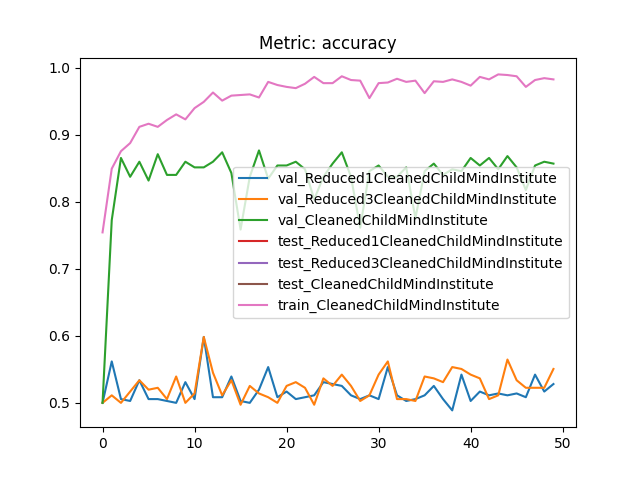 Metric: accuracy
1.0
0.9
0.8
0.7
0.6
0.5
val_Reduced1CleanedChildMindInstitute
val_Reduced3CleanedChildMindInstitute
val_CleanedChildMindInstitute
test_Reduced1CleanedChildMindInstitute
test_Reduced3CleanedChildMindInstitute
test_CleanedChildMindInstitute
train_CleanedChildMindInstitute
0 10 20 30 40 50